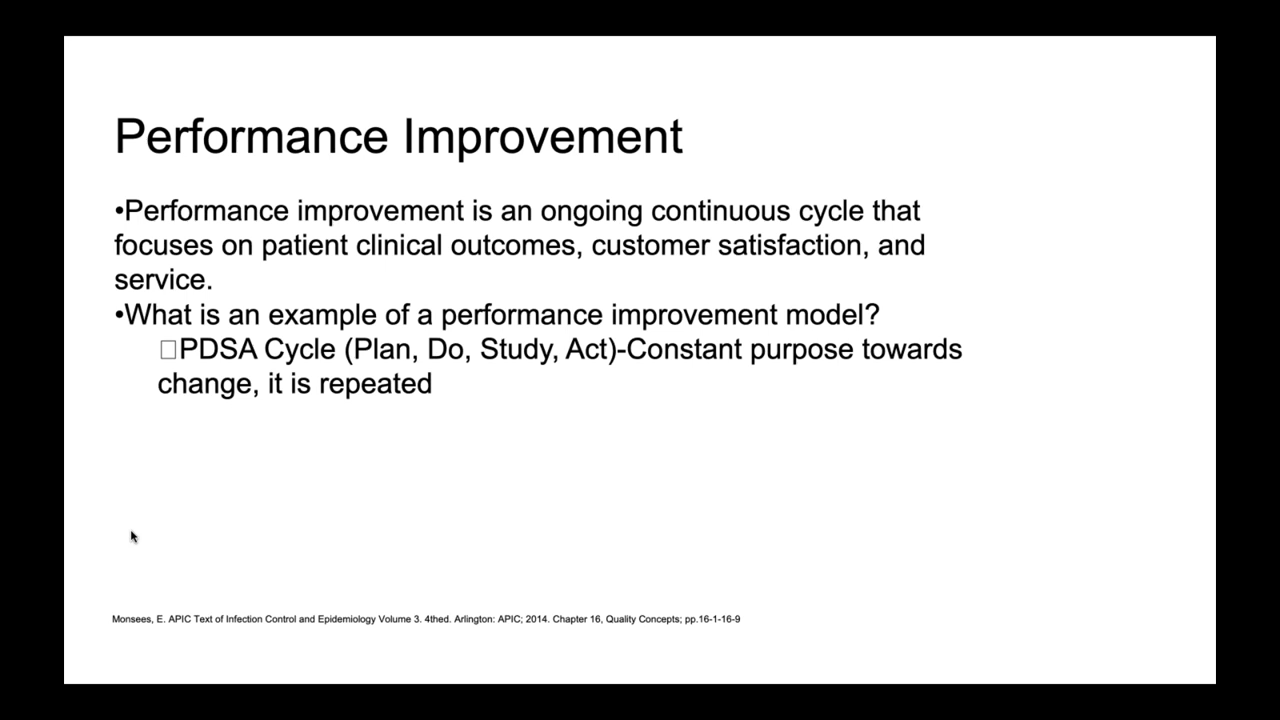 Performance Improvement
•Performance improvement is an ongoing continuous cycle that
focuses on patient clinical outcomes, customer satisfaction, and
service.
•What is an example of a performance improvement model?
□PDSA Cycle (Plan, Do, Study, Act)-Constant purpose towards
change, it is repeated
Monsees, E. APIC Text of Infection Control and Epidemiology Volume 3. 4thed. Arlington: APIC; 2014. Chapter 16, Quality Concepts; pp.16-1-16-9